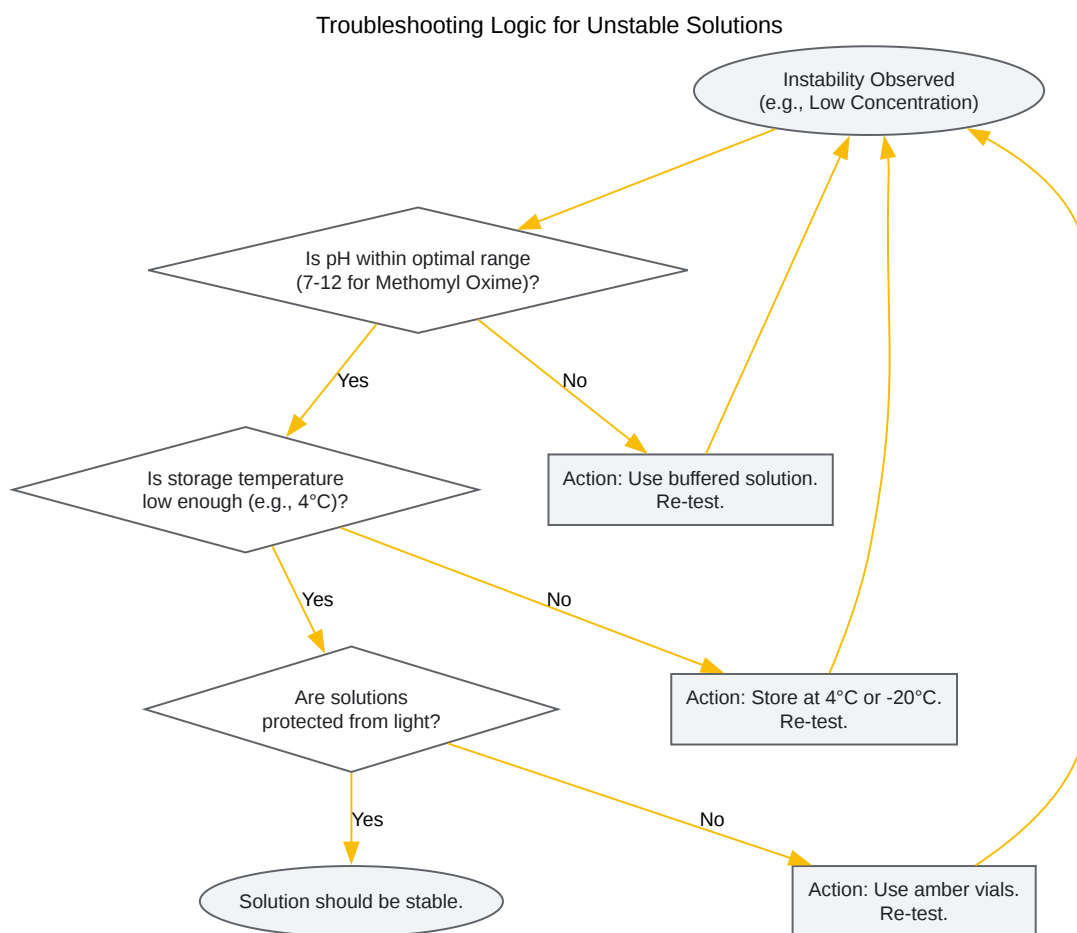 Troubleshooting Logic for Unstable Solutions
Instability Observed
(e.g., Low Concentration)
Is pH within optimal range
(7-12 for Methomyl Oxime)?
Yes
No
Is storage temperature
low enough (e.g., 4°C)?
Action: Use buffered solution.
Re-test.
Yes
No
Are solutions
protected from light?
Action: Store at 4°C or -20°C.
Re-test.
Yes
No
Solution should be stable.
Action: Use amber vials.
Re-test.